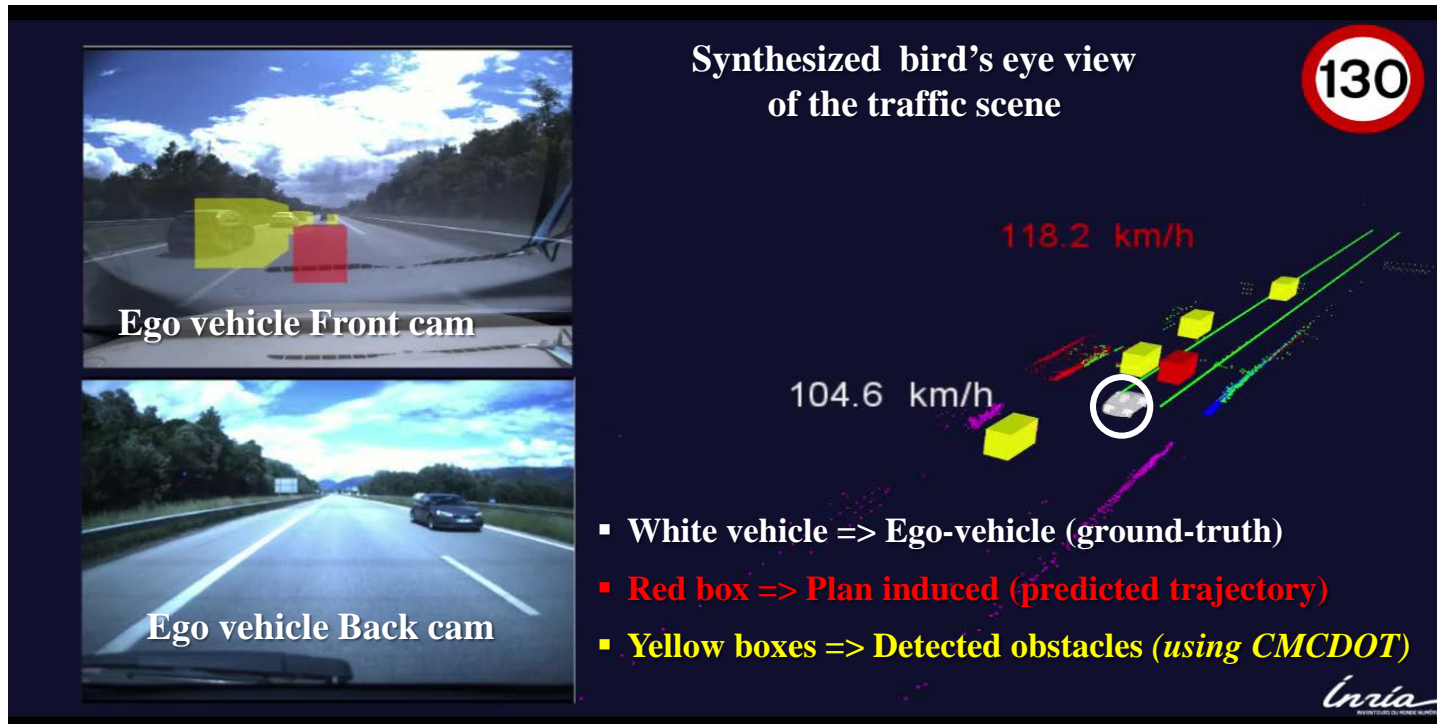 Synthesized bird's eye view
of the traffic scene
130
118.2 km/h
Ego vehicle Front cam
104.6 km/h
▪ White vehicle => Ego-vehicle (ground-truth)
▪ Red box => Plan induced (predicted trajectory)
Ego vehicle Back cam
▪ Yellow boxes => Detected obstacles (using CMCDOT)
Inria